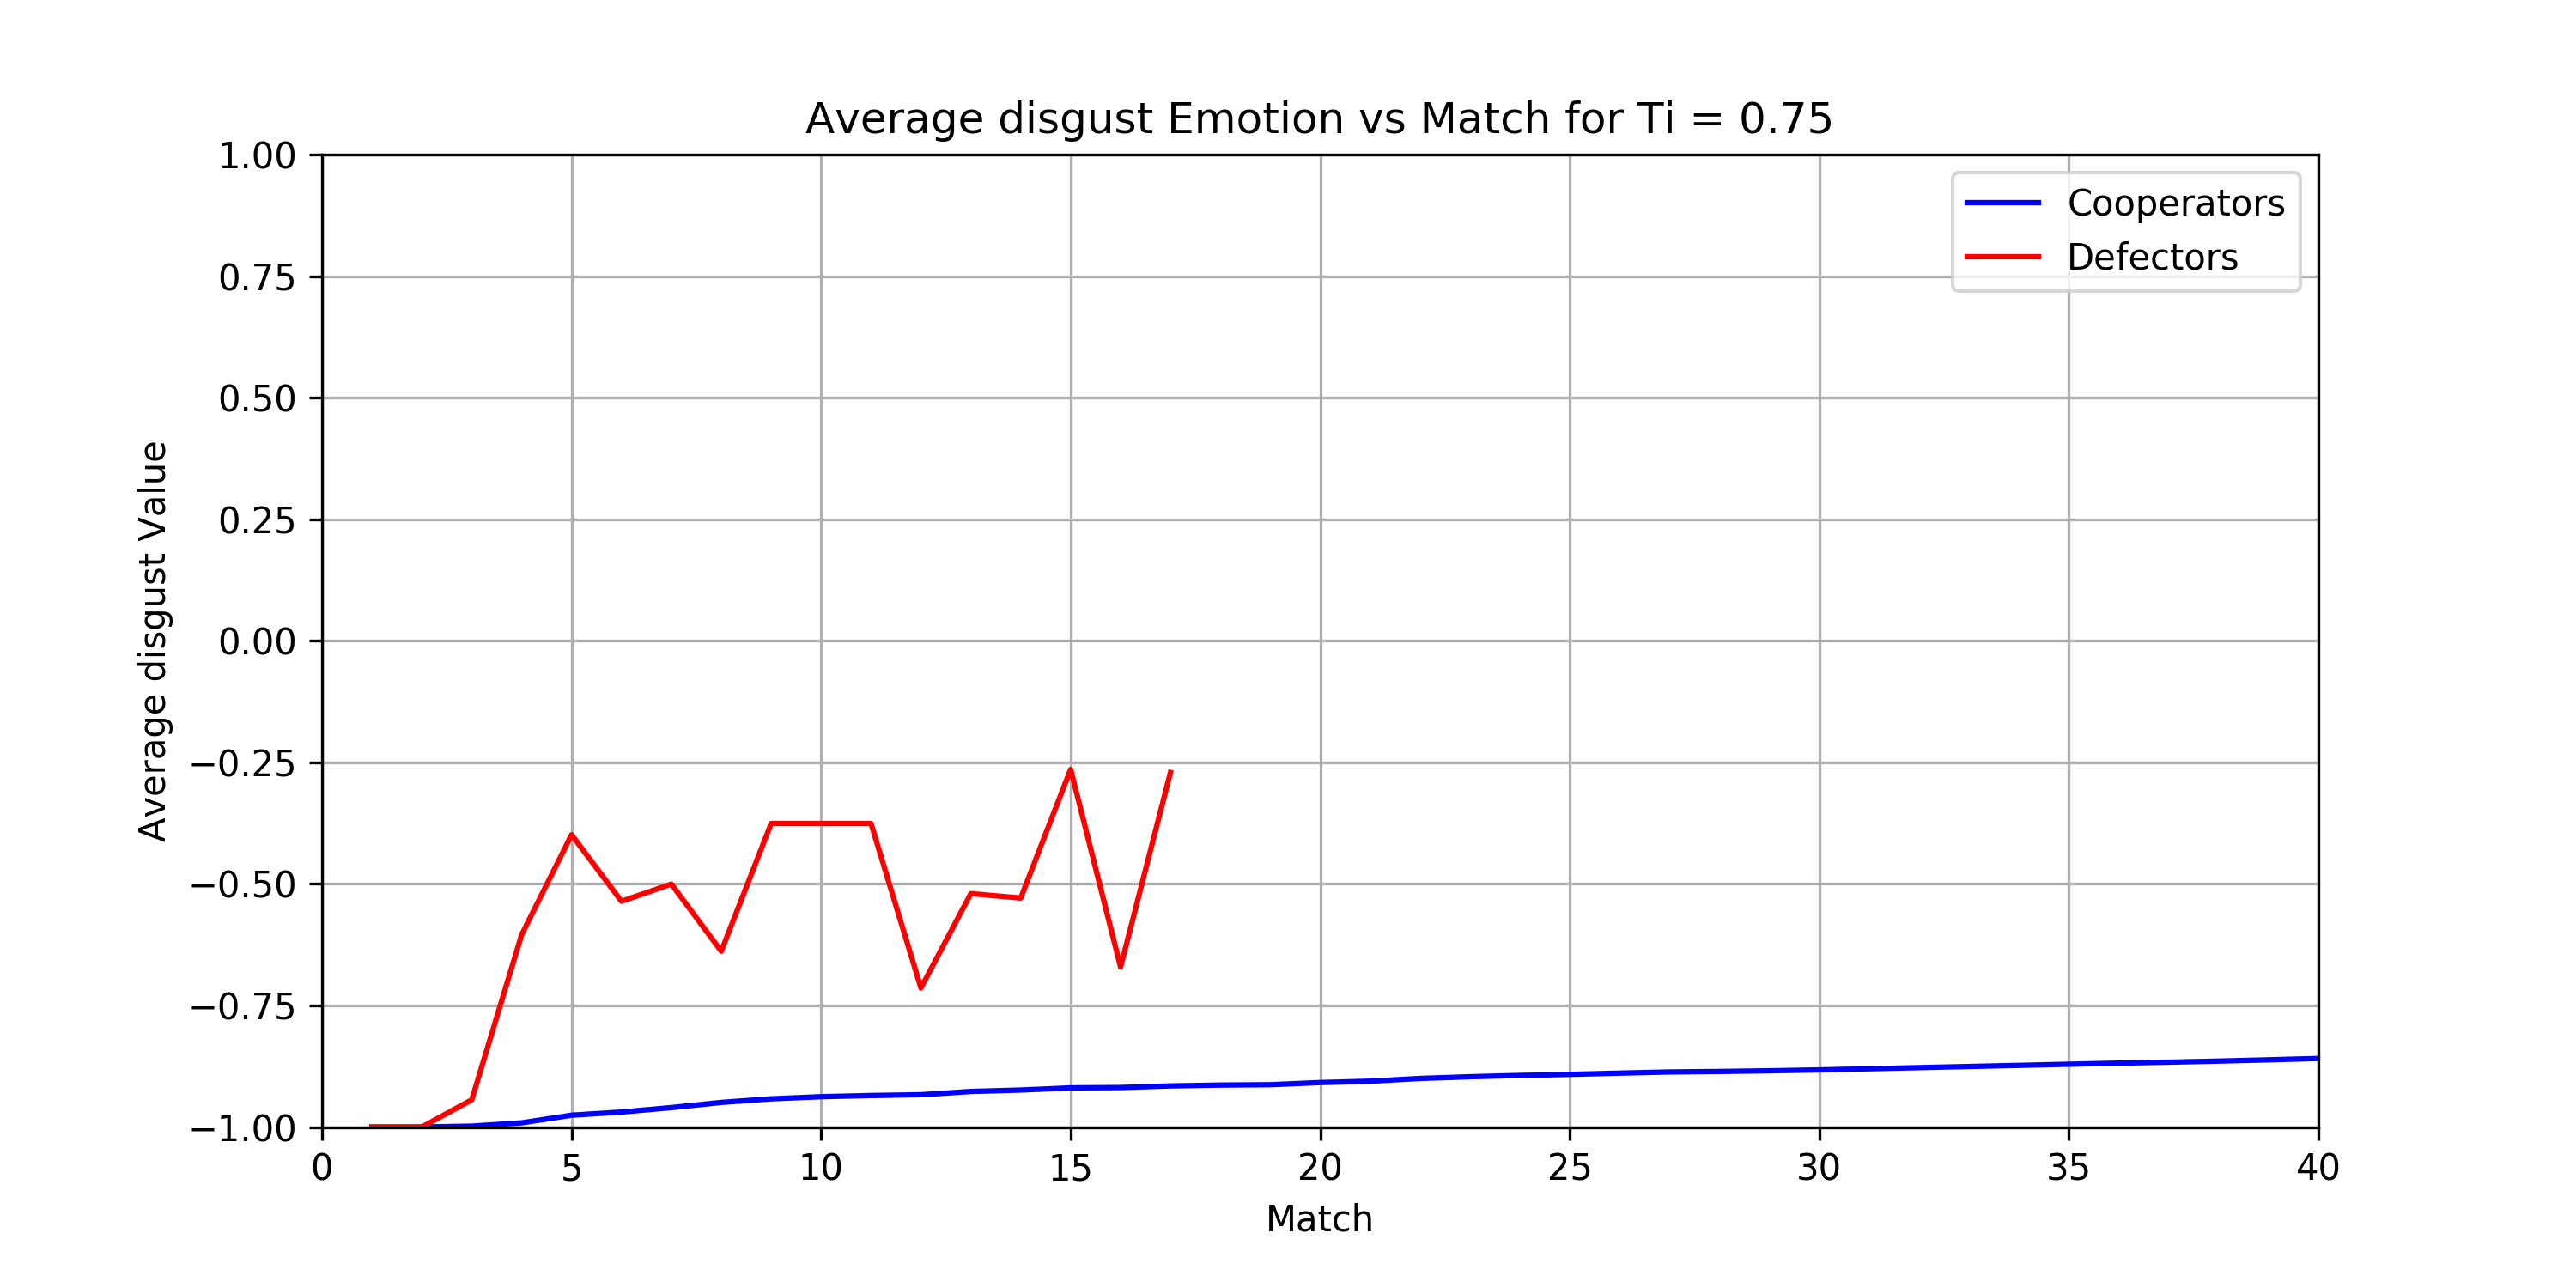 Average disgust Emotion vs Match for Ti = 0.75
1.00
0.75
0.50
0.25
0.00
−0.25
−0.50
−0.75
−1.00
Average disgust Value
Cooperators
Defectors
0 5 10 15 20 25 30 35 40
Match